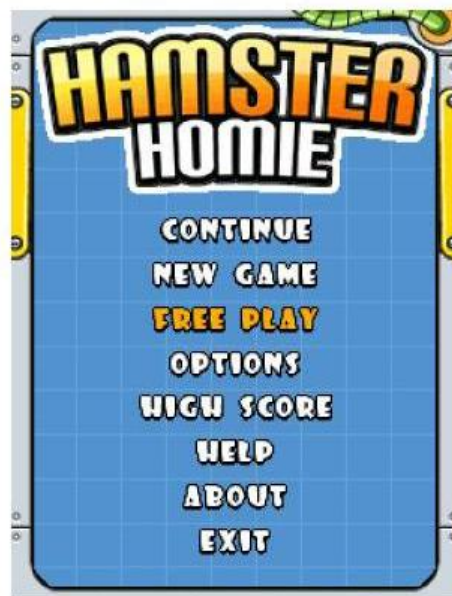 HAMSTER
HOMIE
CONTINUE
NEW GAME
FREE PLAY
OPTIONS
HIGH SCORE
HELP
ABOUT
EXIT